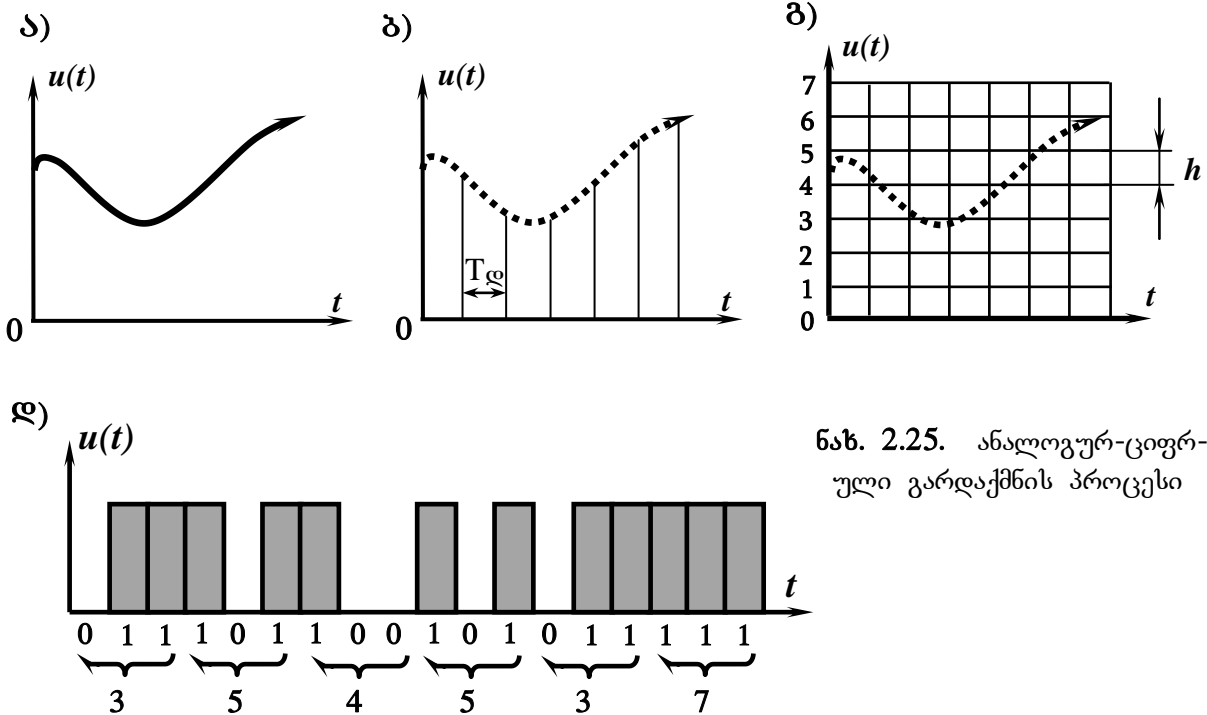 ა)
u(t)
t
0
ბ)
u(t)
Tდ
t
0
გ)
u(t)
7
6
5
4
3
2
1
0
h
t
დ)
u(t)
t
0 1 1 1 0 1 1 0 0 1 0 1 0 1 1 1 1 1
3 5 4 5 3 7
ნახ. 2.25. ანალოგურ-ციფრ-
ული გარდაქმნის პროცესი